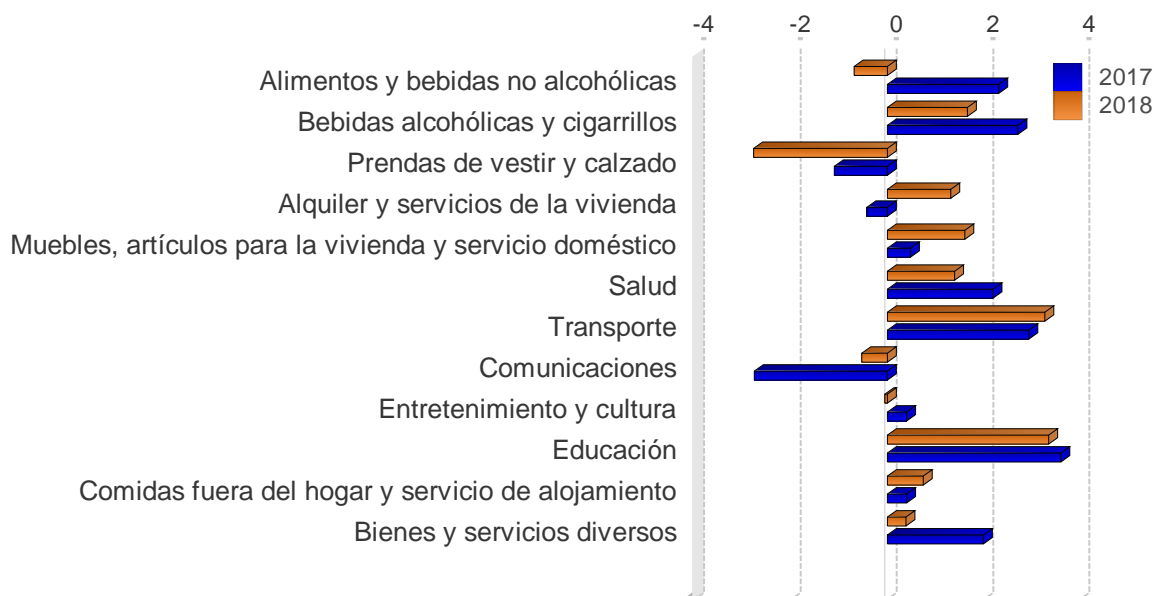 -4 -2 0 2 4
Alimentos y bebidas no alcohólicas
2017
Bebidas alcohólicas y cigarrillos
2018
Prendas de vestir y calzado
Alquiler y servicios de la vivienda
Muebles, artículos para la vivienda y servicio doméstico
Salud
Transporte
Comunicaciones
Entretenimiento y cultura
Educación
Comidas fuera del hogar y servicio de alojamiento
Bienes y servicios diversos